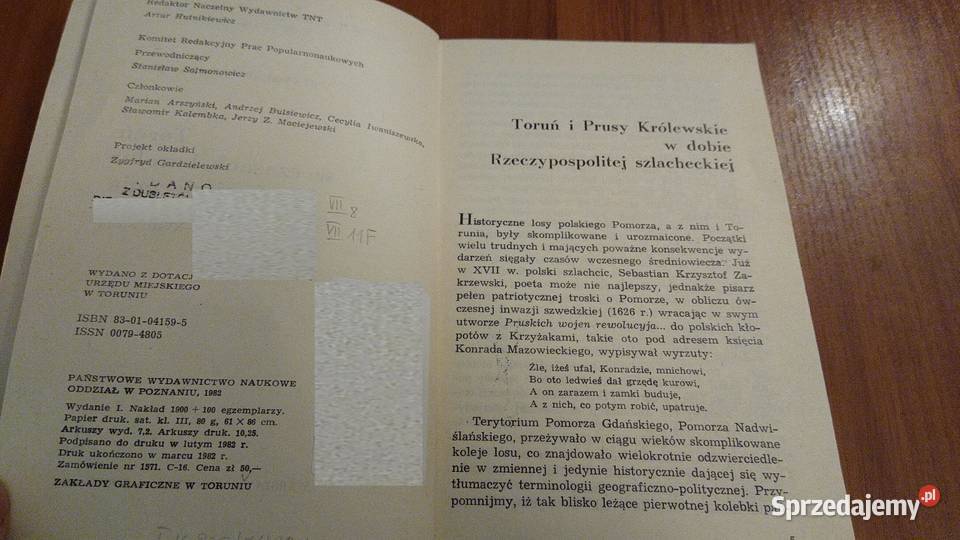 Redaktor Naczelny Wydawnictw TNT
Artur Hutnikiewicz
Komitet Redakcyjny Prac Popularnonaukowych
Przewodniczący
Stanisław Salmonowicz
Członkowie
Marian Arszyński, Andrzej Bulsiewicz, Cecylia Iwaniszewska,
Sławomir Kalembka, Jerzy Z. Maciejewski
Projekt okładki
Zygfryd Gardzielewski
Z DUBLETÓW
VII 8
VII 11F
WYDANO Z DOTAC
URZĘDU MIEJSKIEGO
W TORUNIU
ISBN 83-01-04159-5
ISSN 0079-4805
PAŃSTWOWE WYDAWNICTWO NAUKOWE
ODDZIAŁ W POZNANIU, 1982
Wydanie I. Nakład 1900 + 100 egzemplarzy.
Papier druk. sat. kl. III, 80 g, 61 × 86 cm.
Arkuszy wyd. 7,2. Arkuszy druk. 10,25.
Podpisano do druku w lutym 1982 r.
Druk ukończono w marcu 1982 r.
Zamówienie nr 1571. C-16. Cena zł 50,—
ZAKŁADY GRAFICZNE W TORUNIU
Toruń i Prusy Królewskie
w dobie
Rzeczypospolitej szlacheckiej
Historyczne losy polskiego Pomorza, a z nim i To-
runia, były skomplikowane i urozmaicone. Początki
wielu trudnych i mających poważne konsekwencje wy-
darzeń sięgały czasów wczesnego średniowiecza. Już
w XVII w. polski szlachcic, Sebastian Krzysztof Za-
krzewski, poeta może nie najlepszy, jednakże pisarz
pełen patriotycznej troski o Pomorze, w obliczu ów-
czesnej inwazji szwedzkiej (1626 r.) wracając w swym
utworze Pruskich wojen rewolucyja... do polskich kło-
potów z Krzyżakami, takie oto pod adresem księcia
Konrada Mazowieckiego, wypisywał wyrzuty:
Źle, iżeś ufał, Konradzie, mnichowi,
Bo oto ledwieś dał grzędę kurowi,
A on zarazem i zamki buduje,
A z nich, co potym robić, upatruje.
Terytorium Pomorza Gdańskiego, Pomorza Nadwi-
ślańskiego, przeżywało w ciągu wieków skomplikowane
koleje losu, co znajdowało wielokrotnie odzwierciedle-
nie w zmiennej i jedynie historycznie dającej się wy-
tłumaczyć terminologii geograficzno-politycznej. Przy-
pomnijmy, iż tak blisko leżące pierwotnej kolebki
5
Sprzedajemy.pl